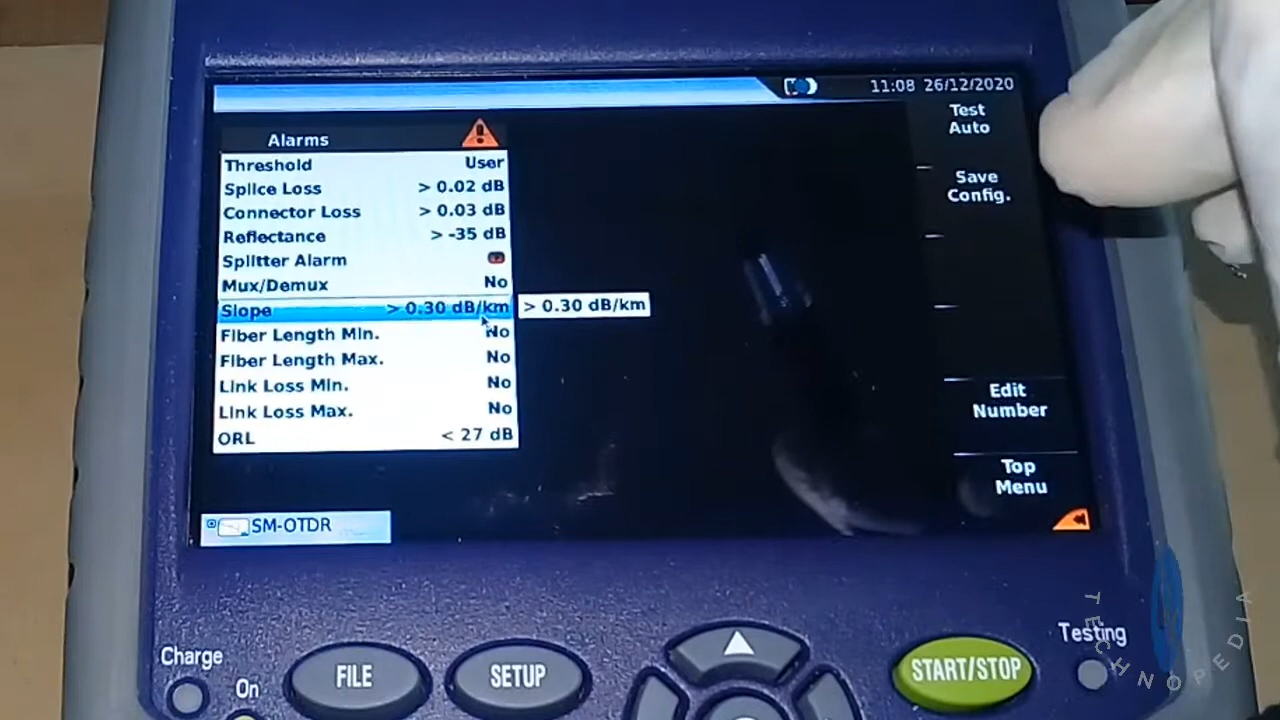 11:08 26/12/2020
Alarms
Threshold User
Splice Loss > 0.02 dB
Connector Loss > 0.03 dB
Reflectance > -35 dB
Splitter Alarm
Mux/Demux No
Slope > 0.30 dB/km > 0.30 dB/km
Fiber Length Min. No
Fiber Length Max. No
Link Loss Min. No
Link Loss Max. No
ORL < 27 dB
Test
Auto
Save
Config.
Edit
Number
Top
Menu
SM-OTDR
Charge
On
FILE
SETUP
START/STOP
Testing
TECHNOPEDIA